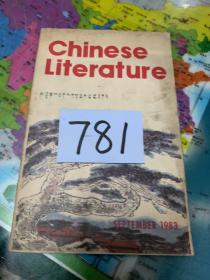 Chinese
Literature
781
SEPTEMBER 1983